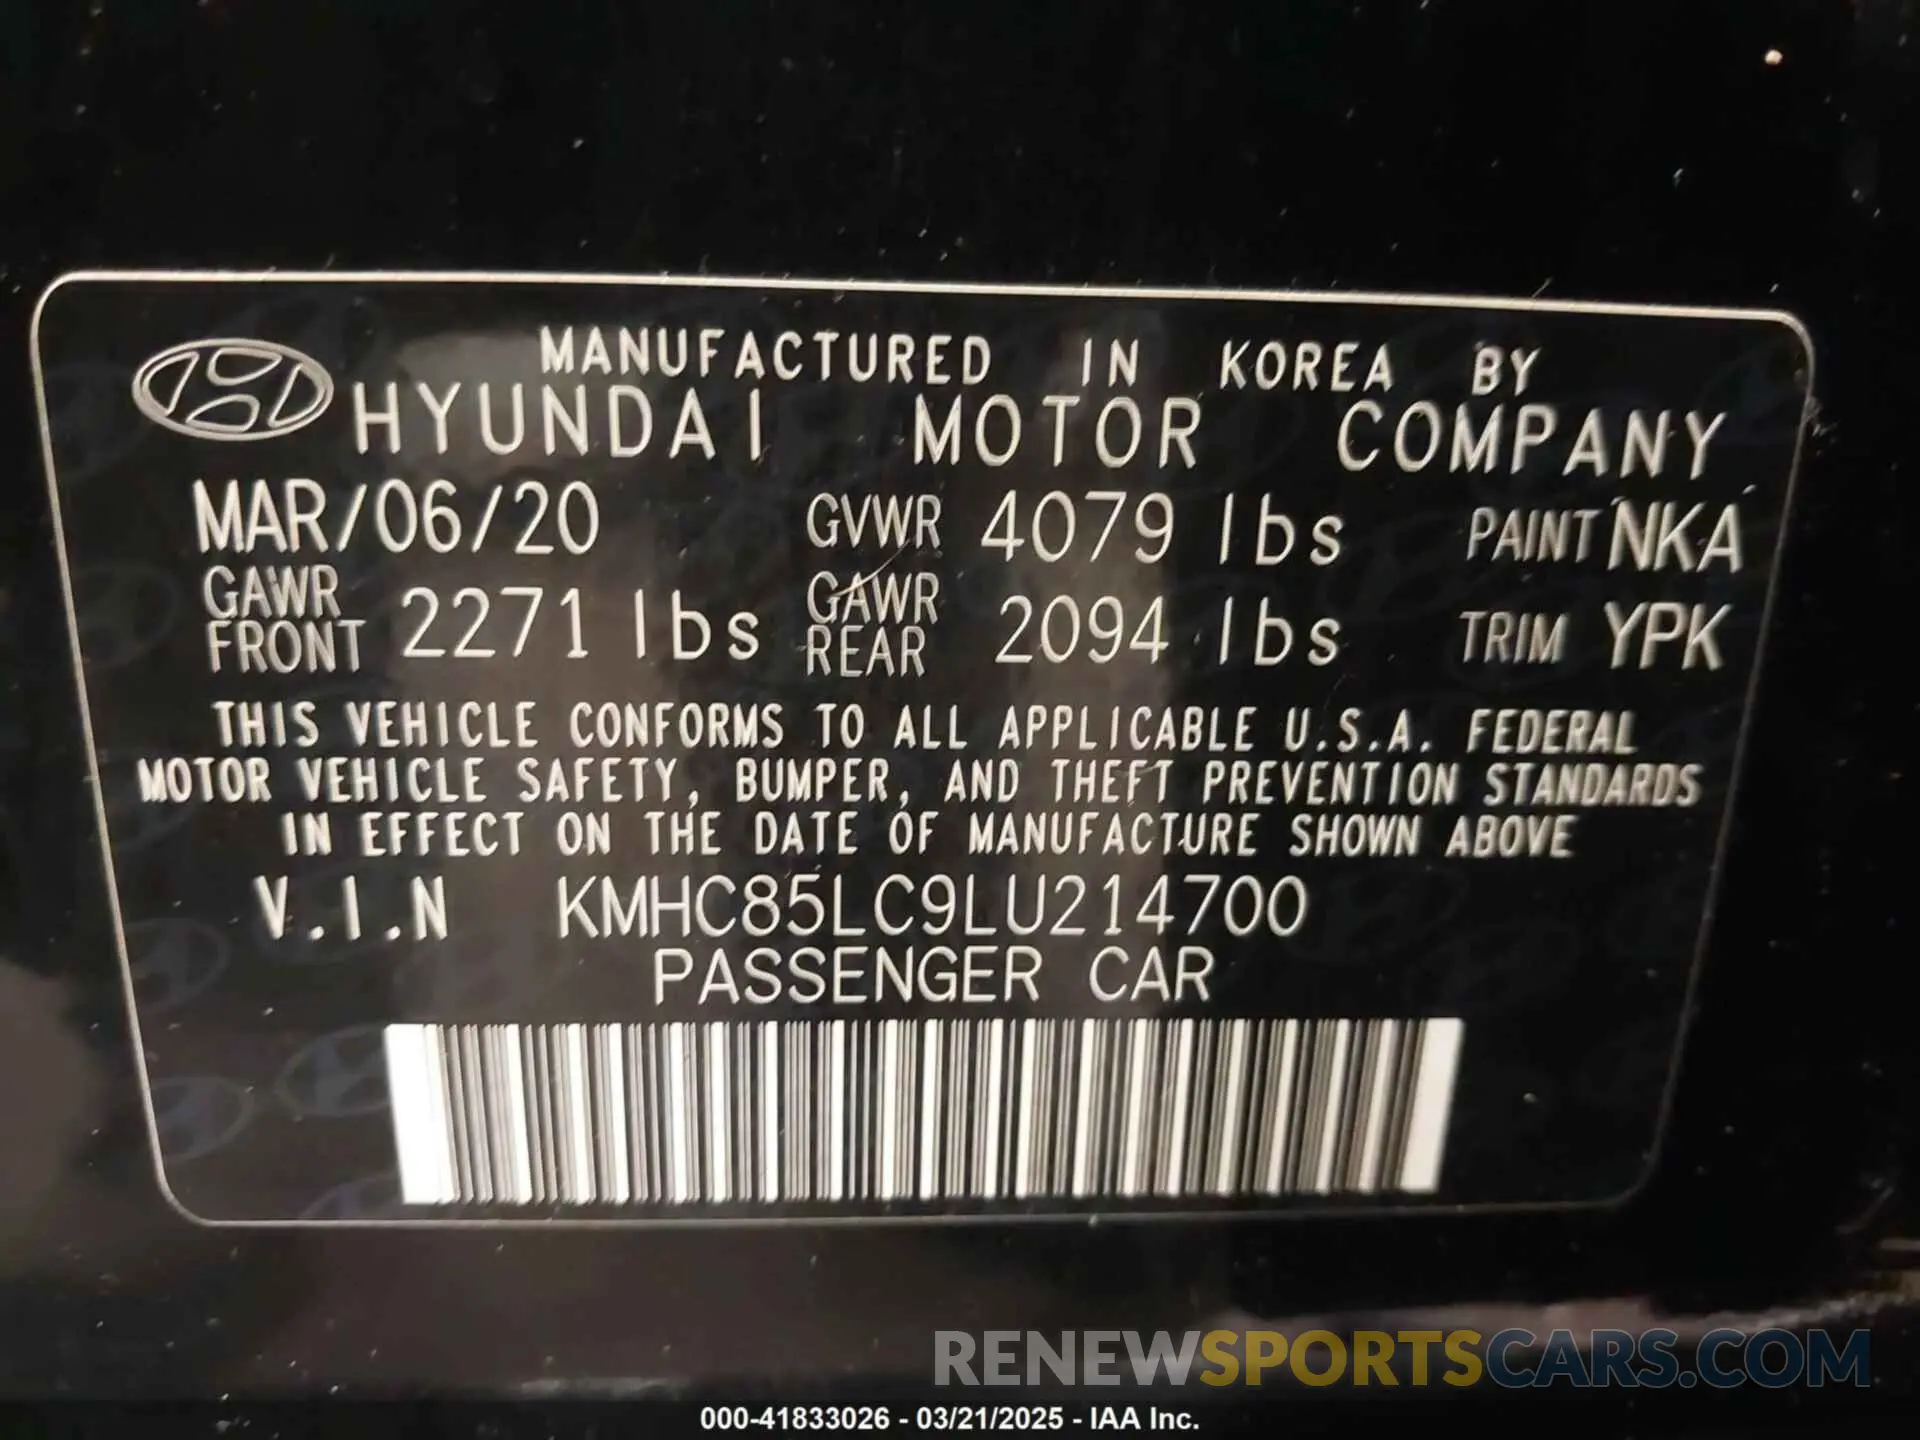 MANUFACTURED IN KOREA BY
HYUNDAI MOTOR COMPANY
MAR/06/20 GVWR 4079 lbs PAINT NKA
GAWR FRONT 2271 lbs GAWR REAR 2094 lbs TRIM YPK
THIS VEHICLE CONFORMS TO ALL APPLICABLE U.S.A. FEDERAL
MOTOR VEHICLE SAFETY, BUMPER, AND THEFT PREVENTION STANDARDS
IN EFFECT ON THE DATE OF MANUFACTURE SHOWN ABOVE
V.I.N KMHC85LC9LU214700
PASSENGER CAR
RENEWSPORTSCARS.COM
000-41833026 - 03/21/2025 - IAA Inc.